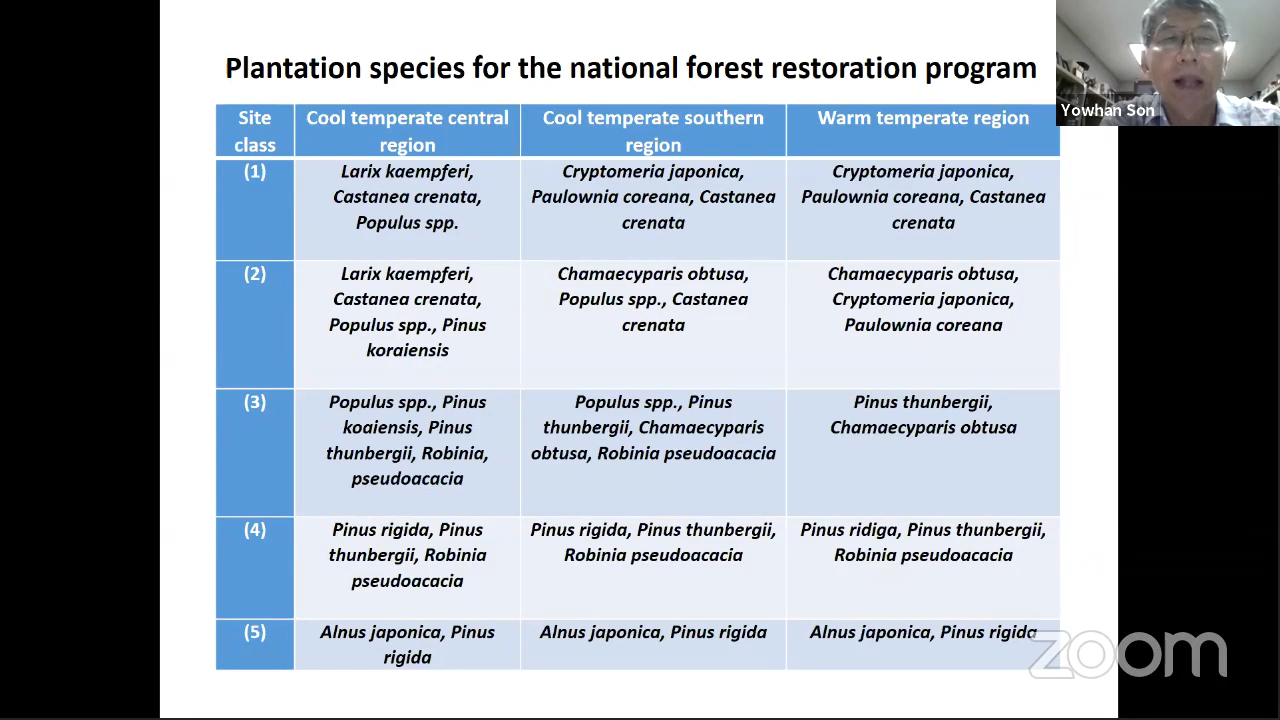 Plantation species for the national forest restoration program
Yowhan Son
Site class
Cool temperate central region
Cool temperate southern region
Warm temperate region
(1)
Larix kaempferi,
Castanea crenata,
Populus spp.
Cryptomeria japonica,
Paulownia coreana, Castanea
crenata
Cryptomeria japonica,
Paulownia coreana, Castanea
crenata
(2)
Larix kaempferi,
Castanea crenata,
Populus spp., Pinus
koraiensis
Chamaecyparis obtusa,
Populus spp., Castanea
crenata
Chamaecyparis obtusa,
Cryptomeria japonica,
Paulownia coreana
(3)
Populus spp., Pinus
koaiensis, Pinus
thunbergii, Robinia,
pseudoacacia
Populus spp., Pinus
thunbergii, Chamaecyparis
obtusa, Robinia pseudoacacia
Pinus thunbergii,
Chamaecyparis obtusa
(4)
Pinus rigida, Pinus
thunbergii, Robinia
pseudoacacia
Pinus rigida, Pinus thunbergii,
Robinia pseudoacacia
Pinus ridiga, Pinus thunbergii,
Robinia pseudoacacia
(5)
Alnus japonica, Pinus
rigida
Alnus japonica, Pinus rigida
Alnus japonica, Pinus rigida
zoom